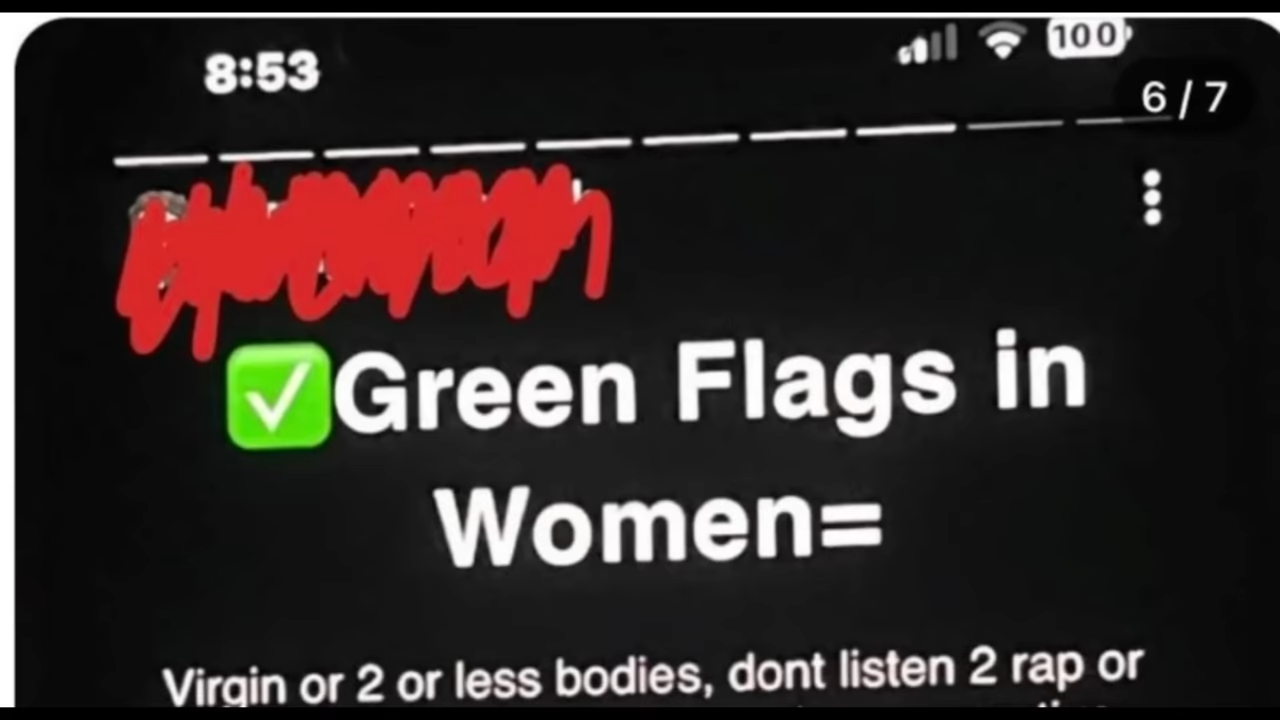 8:53
100
6/7
✅Green Flags in
Women=
Virgin or 2 or less bodies, dont listen 2 rap or